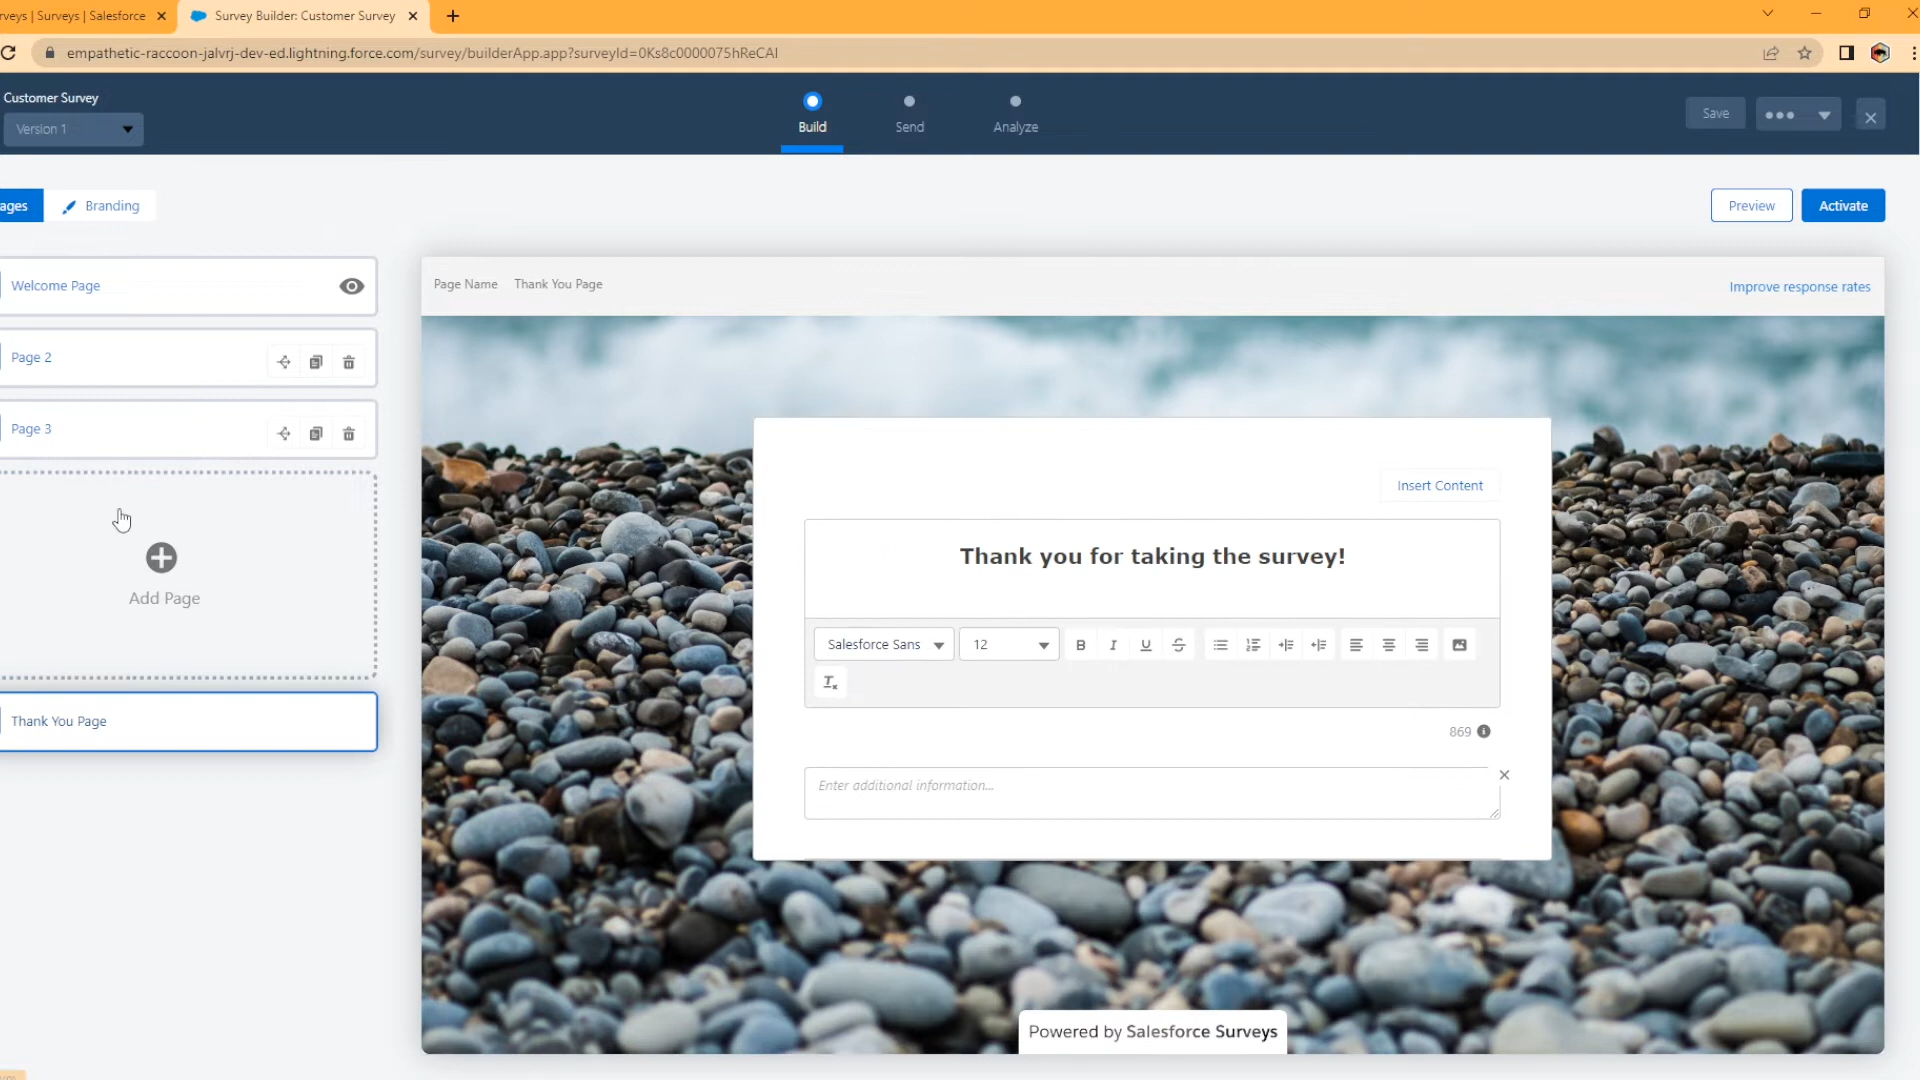 rveys | Surveys | Salesforce
Survey Builder: Customer Survey
empathetic-raccoon-jalvrj-dev-ed.lightning.force.com/survey/builderApp.app?surveyId=0Ks8c0000075hReCAI
Customer Survey
Version 1
Build
Send
Analyze
Save
ages
Branding
Preview
Activate
Welcome Page
Page 2
Page 3
Add Page
Thank You Page
Page Name Thank You Page
Improve response rates
Insert Content
Thank you for taking the survey!
Salesforce Sans
12
B I U S
869
Enter additional information...
Powered by Salesforce Surveys